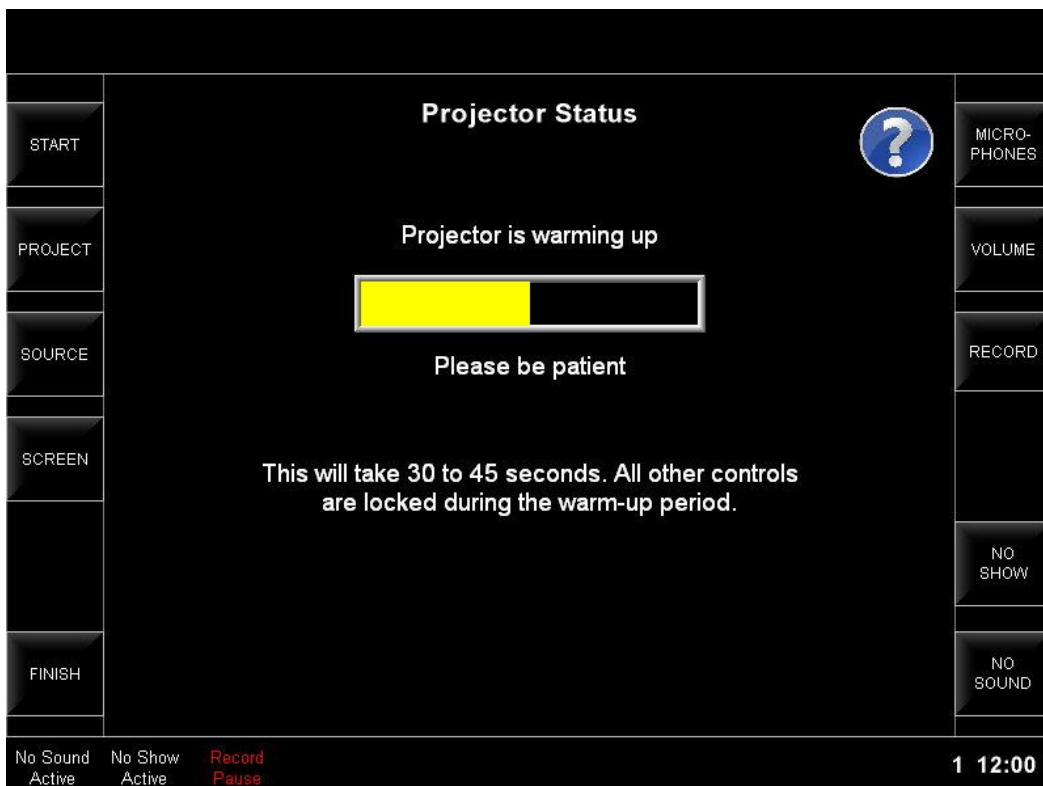 Projector Status
?
START
PROJECT
SOURCE
SCREEN
FINISH
Projector is warming up
Please be patient
This will take 30 to 45 seconds. All other controls
are locked during the warm-up period.
MICRO-
PHONES
VOLUME
RECORD
NO
SHOW
NO
SOUND
No Sound
Active
No Show
Active
Record
Pause
1 12:00